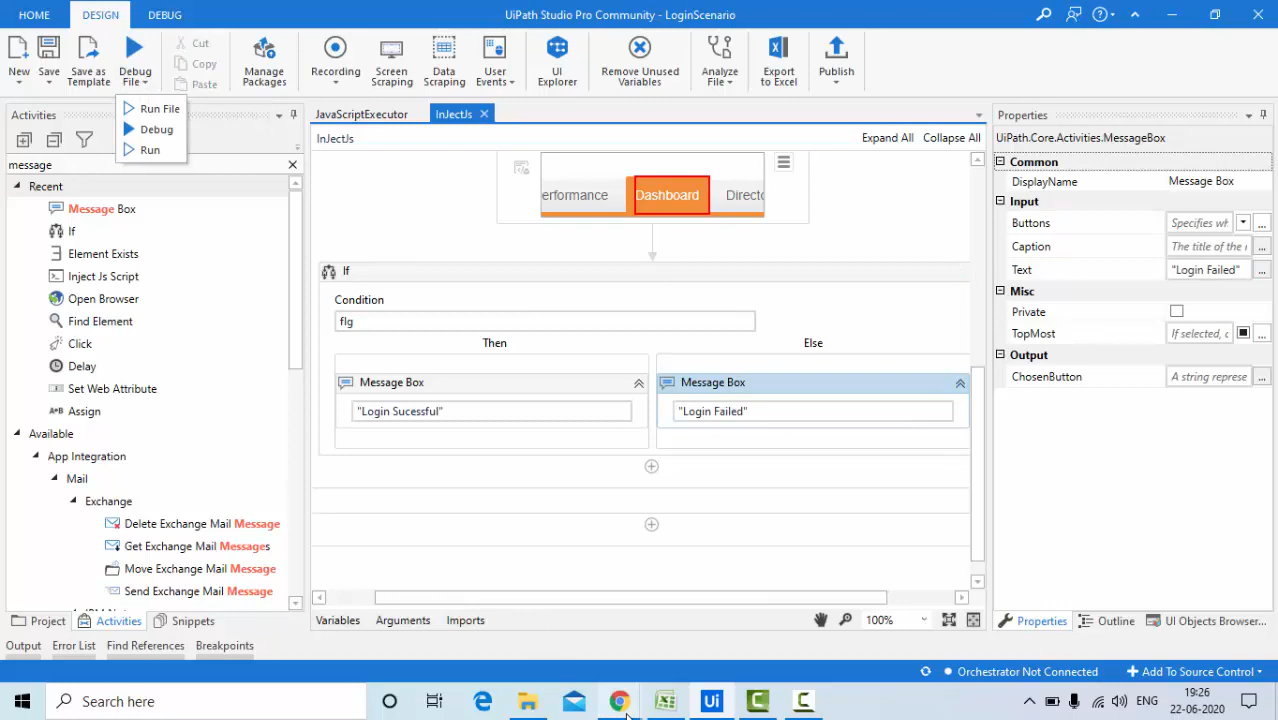 HOME DESIGN DEBUG UiPath Studio Pro Community - LoginScenario
New Save Save as Template Debug File Cut Copy Paste Manage Packages Recording Screen Scraping Data Scraping User Events UI Explorer Remove Unused Variables Analyze File Export to Excel Publish
Run File
Debug
Run
Activities
message
Recent
Message Box
If
Element Exists
Inject Js Script
Open Browser
Find Element
Click
Delay
Set Web Attribute
Assign
Available
App Integration
Mail
Exchange
Delete Exchange Mail Message
Get Exchange Mail Messages
Move Exchange Mail Message
Send Exchange Mail Message
Project Activities Snippets
JavaScriptExecutor InJectJs
InJectJs Expand All Collapse All
erformance Dashboard Directo
If
Condition
flg
Then Else
Message Box Message Box
"Login Sucessful" "Login Failed"
Variables Arguments Imports 100%
Properties
UiPath.Core.Activities.MessageBox
Common
DisplayName Message Box
Input
Buttons Specifies wh ...
Caption The title of the ...
Text "Login Failed" ...
Misc
Private
TopMost If selected, ...
Output
ChosenButton A string represe ...
Properties Outline UI Objects Browser...
Output Error List Find References Breakpoints
Orchestrator Not Connected Add To Source Control
Search here ENG 19:26
22-06-2020